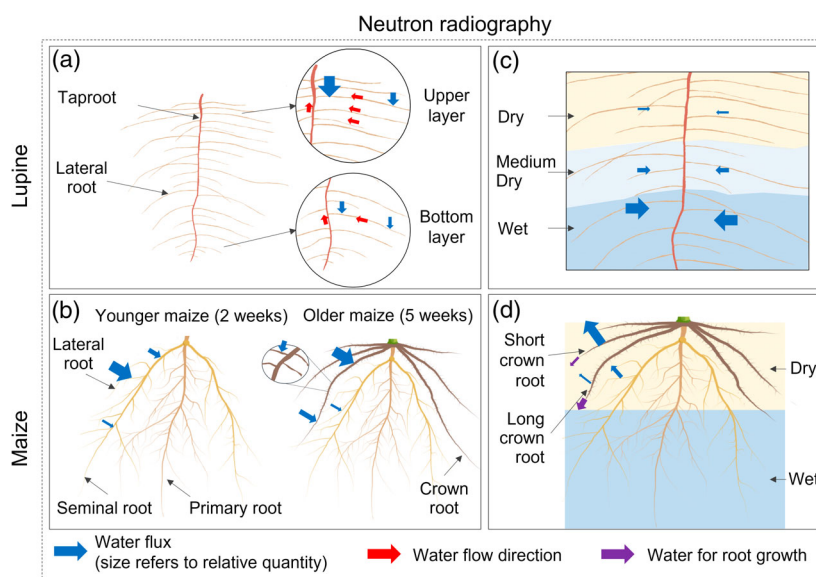 Neutron radiography
Lupine
(a)
Taproot
Lateral
root
Upper
layer
Bottom
layer
(c)
Dry
Medium
Dry
Wet
Maize
(b)
Younger maize (2 weeks)
Older maize (5 weeks)
Lateral
root
Seminal root
Primary root
Crown
root
(d)
Short
crown
root
Long
crown
root
Dry
Wet
Water flux
(size refers to relative quantity)
Water flow direction
Water for root growth